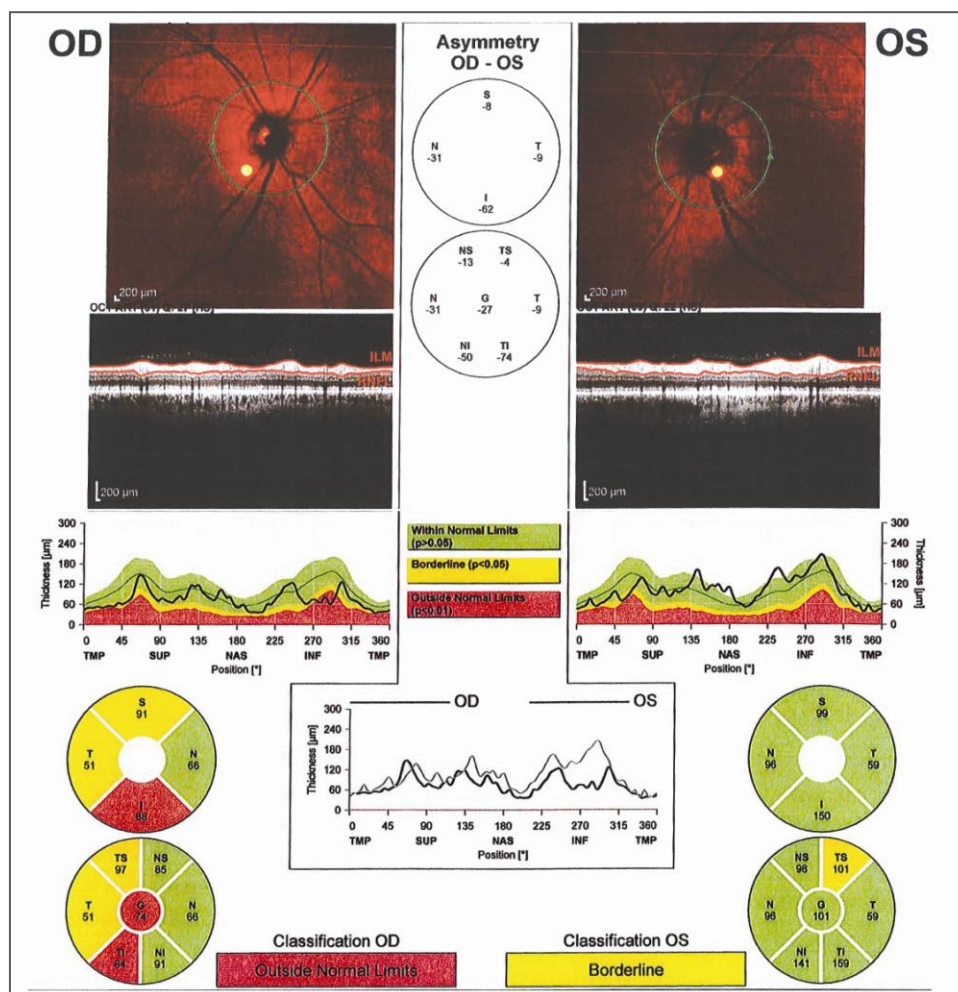 OD
Asymmetry
OD - OS
OS
S
-8
N
-31
T
-9
I
-62
NS
-13
TS
-4
N
-31
G
-27
T
-9
NI
-50
TI
-74
200 µm
200 µm
ILM
RNFL
200 µm
ILM
200 µm
Thickness [µm]
300
240
180
120
60
0
0 45 90 135 180 225 270 315 360
TMP SUP NAS INF TMP
Position [°]
Within Normal Limits
(p>0.05)
Borderline (p<0.05)
Outside Normal Limits
(p<0.01)
300
240
180
120
60
0
Thickness [µm]
0 45 90 135 180 225 270 315 360
TMP SUP NAS INF TMP
Position [°]
S
91
T
51
N
66
I
TS
97
NS
85
T
51
G
74
N
66
TI
NI
91
OD OS
Thickness [µm]
300
240
180
120
60
0
0 45 90 135 180 225 270 315 360
TMP SUP NAS INF TMP
Position [°]
S
99
N
96
T
59
I
150
NS
98
TS
101
N
96
G
101
T
59
NI
141
TI
159
Classification OD
Outside Normal Limits
Classification OS
Borderline